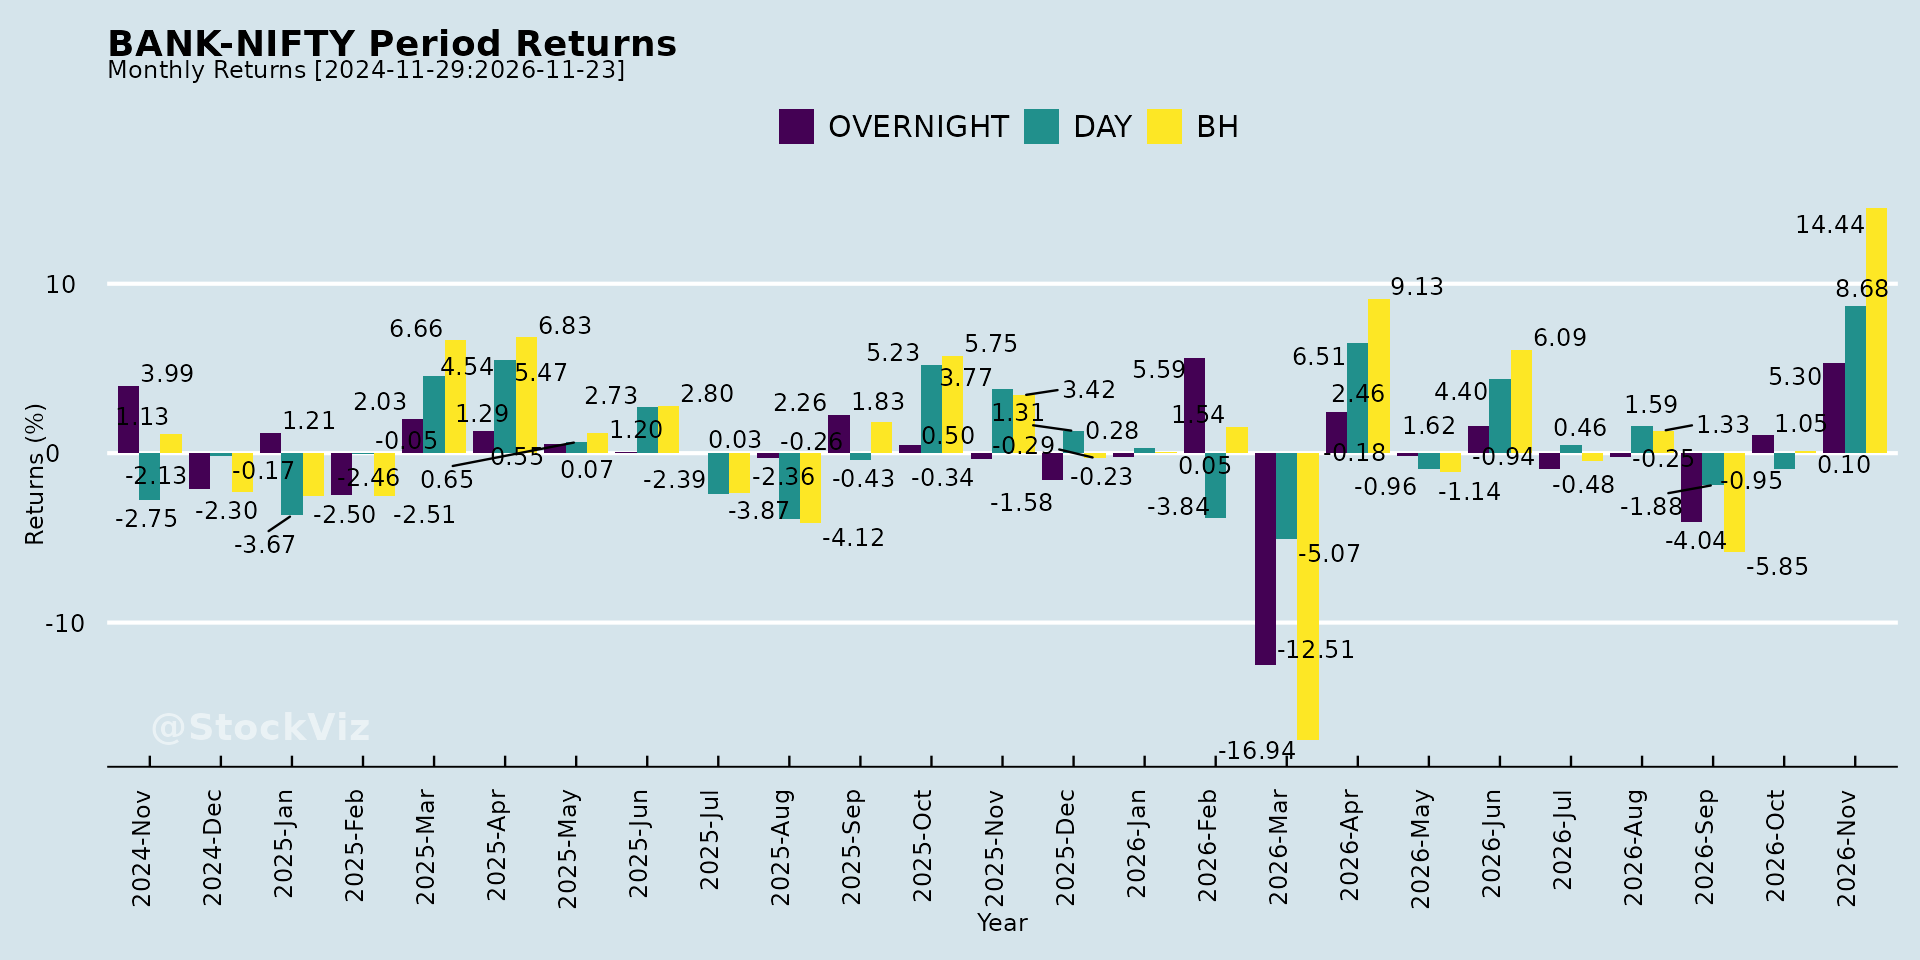 BANK-NIFTY Period Returns
Monthly Returns [2024-11-29:2026-11-23]
OVERNIGHT DAY BH
Returns (%)
10
0
-10
3.99
1.13
-2.13
-2.75
-2.30
-0.17
1.21
-3.67
-2.50
-2.46
-0.05
-2.51
2.03
6.66
4.54
1.29
6.83
5.47
0.55
0.65
1.20
0.07
2.73
2.80
-2.39
0.03
-2.36
-0.26
-3.87
-4.12
2.26
1.83
-0.43
5.23
5.75
0.50
-0.34
3.77
3.42
1.31
-0.29
-1.58
0.28
-0.23
5.59
1.54
0.05
-3.84
-12.51
-5.07
-16.94
6.51
2.46
9.13
-0.18
-0.96
1.62
-1.14
4.40
6.09
-0.94
0.46
-0.48
1.59
1.33
-0.25
-1.88
-4.04
-0.95
-5.85
1.05
0.10
5.30
8.68
14.44
@StockViz
2024-Nov
2024-Dec
2025-Jan
2025-Feb
2025-Mar
2025-Apr
2025-May
2025-Jun
2025-Jul
2025-Aug
2025-Sep
2025-Oct
2025-Nov
2025-Dec
2026-Jan
2026-Feb
2026-Mar
2026-Apr
2026-May
2026-Jun
2026-Jul
2026-Aug
2026-Sep
2026-Oct
2026-Nov
Year